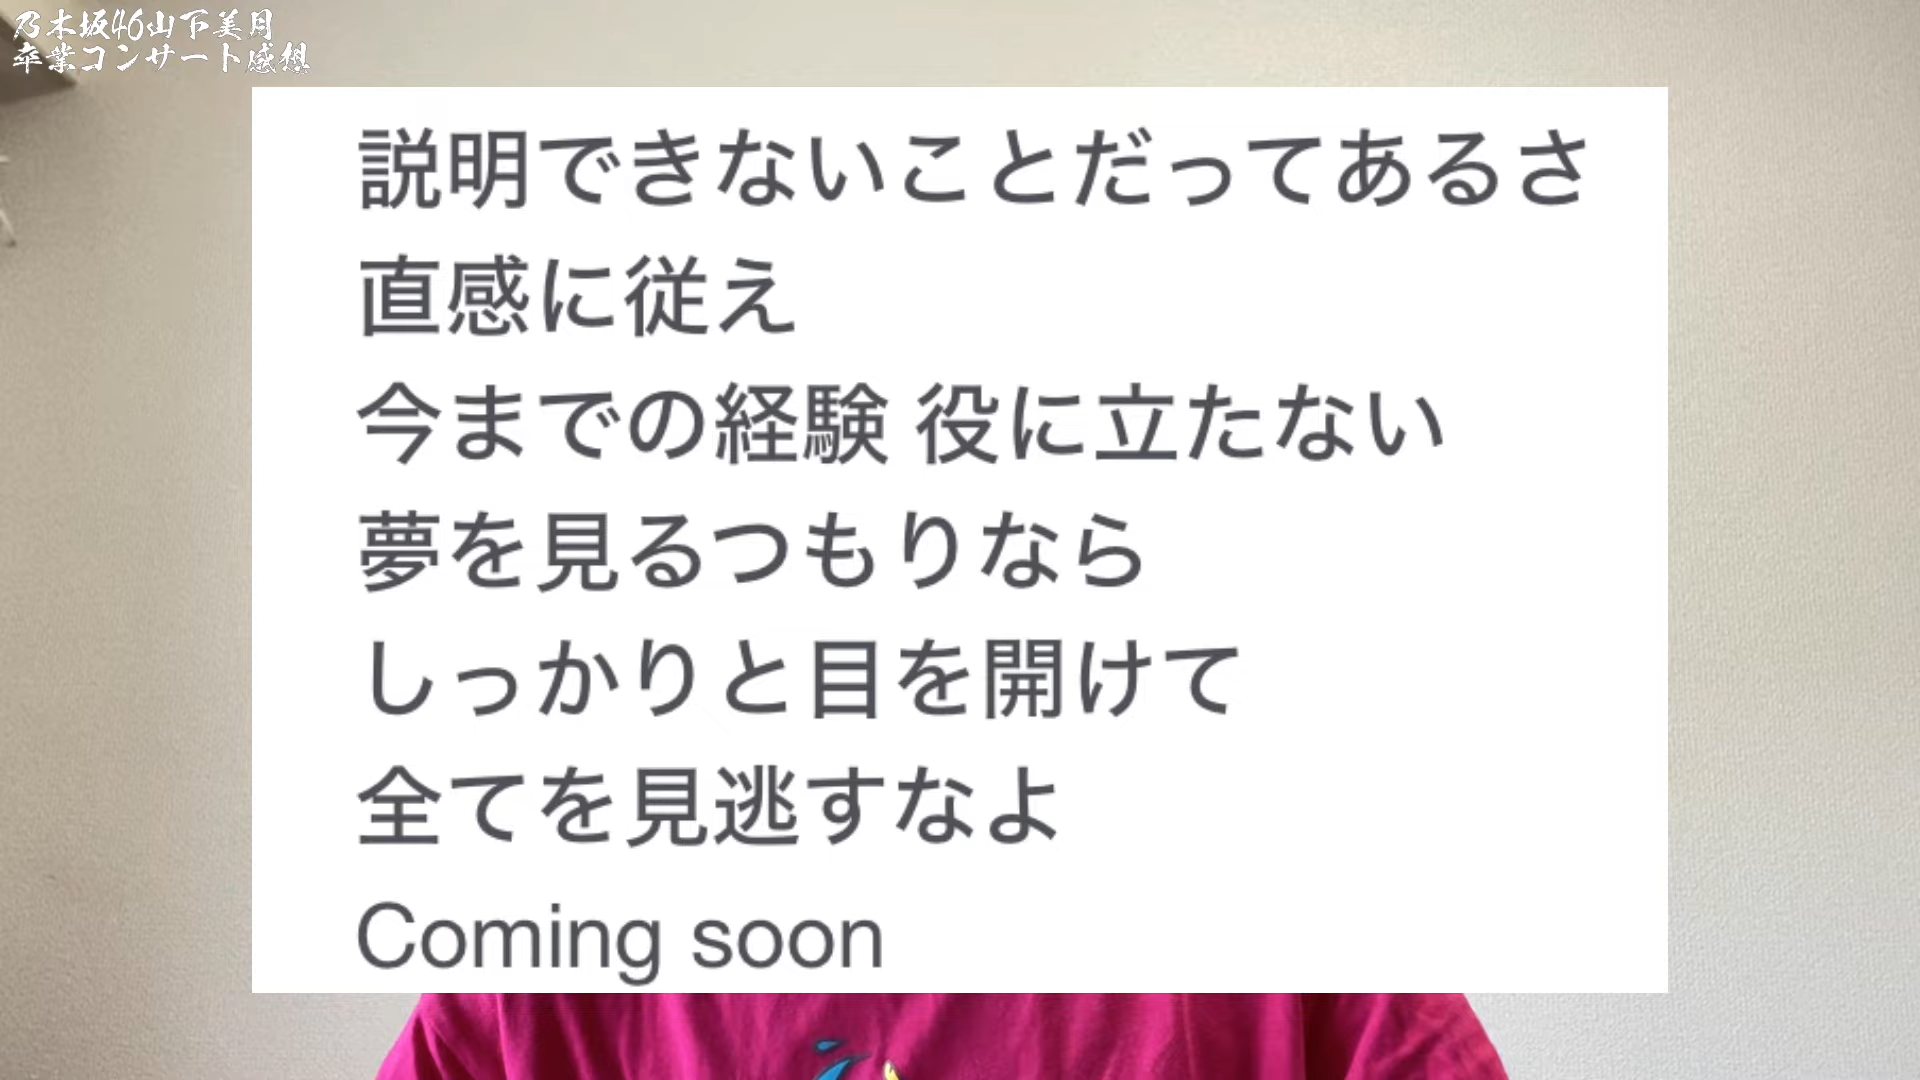 乃木坂46山下美月
卒業コンサート感想
説明できないことだってあるさ
直感に従え
今までの経験 役に立たない
夢を見るつもりなら
しっかりと目を開けて
全てを見逃すなよ
Coming soon